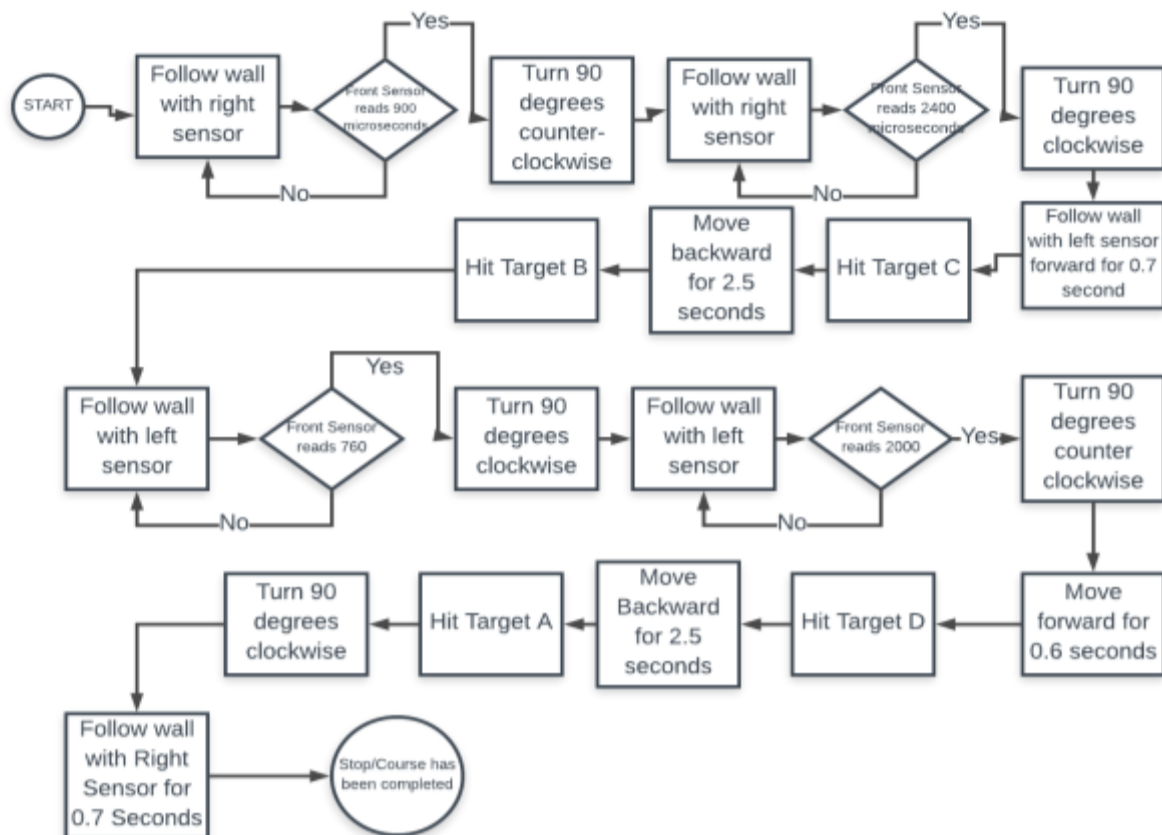 START
Follow wall
with right
sensor
Front Sensor
reads 900
microseconds
Yes
No
Turn 90
degrees
counter-
clockwise
Follow wall
with right
sensor
Front Sensor
reads 2400
microseconds
Yes
No
Turn 90
degrees
clockwise
Follow wall
with left sensor
forward for 0.7
second
Hit Target C
Move
backward
for 2.5
seconds
Hit Target B
Follow wall
with left
sensor
Front Sensor
reads 760
Yes
No
Turn 90
degrees
clockwise
Follow wall
with left
sensor
Front Sensor
reads 2000
Yes
No
Turn 90
degrees
counter
clockwise
Move
forward for
0.6 seconds
Hit Target D
Move
Backward
for 2.5
seconds
Hit Target A
Turn 90
degrees
clockwise
Follow wall
with Right
Sensor for
0.7 Seconds
Stop/Course has
been completed